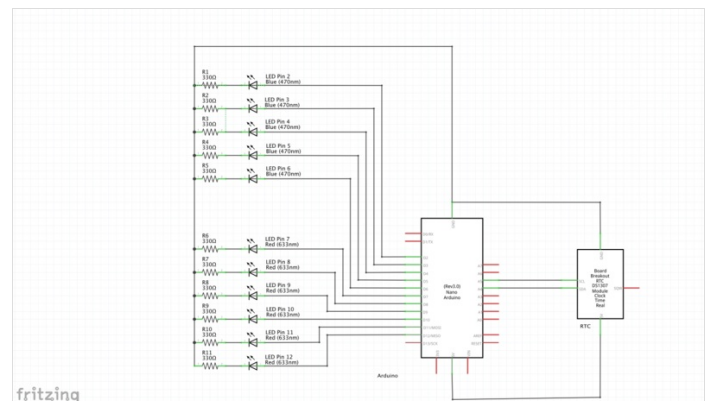 R1
330Ω
LED Pin 2
Blue (470nm)
R2
330Ω
LED Pin 3
Blue (470nm)
R3
330Ω
LED Pin 4
Blue (470nm)
R4
330Ω
LED Pin 5
Blue (470nm)
R5
330Ω
LED Pin 6
Blue (470nm)
R6
330Ω
LED Pin 7
Red (633nm)
R7
330Ω
LED Pin 8
Red (633nm)
R8
330Ω
LED Pin 9
Red (633nm)
R9
330Ω
LED Pin 10
Red (633nm)
R10
330Ω
LED Pin 11
Red (633nm)
R11
330Ω
LED Pin 12
Red (633nm)
(Rev3.0)
Nano
Arduino
Arduino
Board
Breakout
RTC
DS1307
Module
Clock
Time
Real
RTC
fritzing